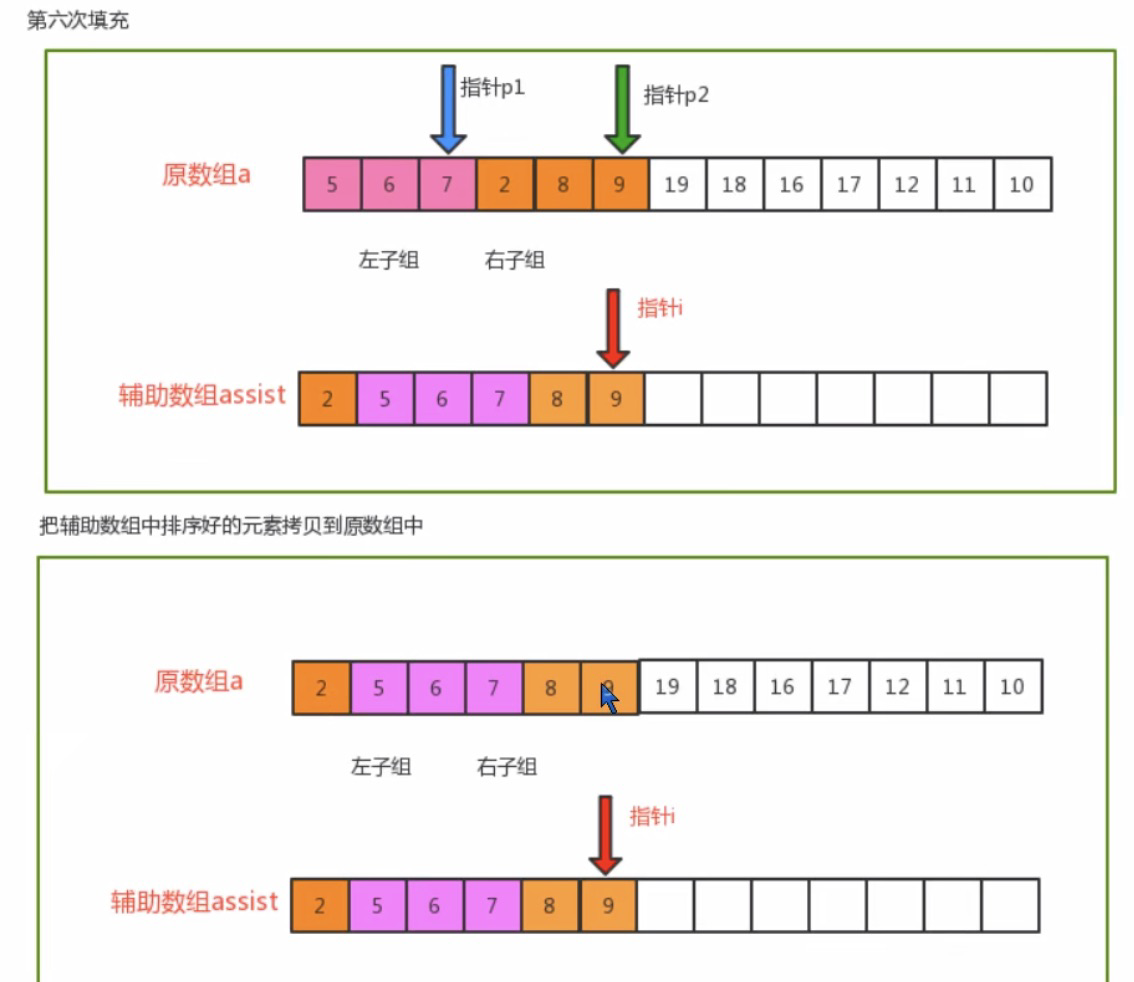 第六次填充
指针p1
指针p2
原数组a
5 6 7 2 8 9 19 18 16 17 12 11 10
左子组 右子组
指针i
辅助数组assist
2 5 6 7 8 9
把辅助数组中排序好的元素拷贝到原数组中
原数组a
2 5 6 7 8 9 19 18 16 17 12 11 10
左子组 右子组
指针i
辅助数组assist
2 5 6 7 8 9